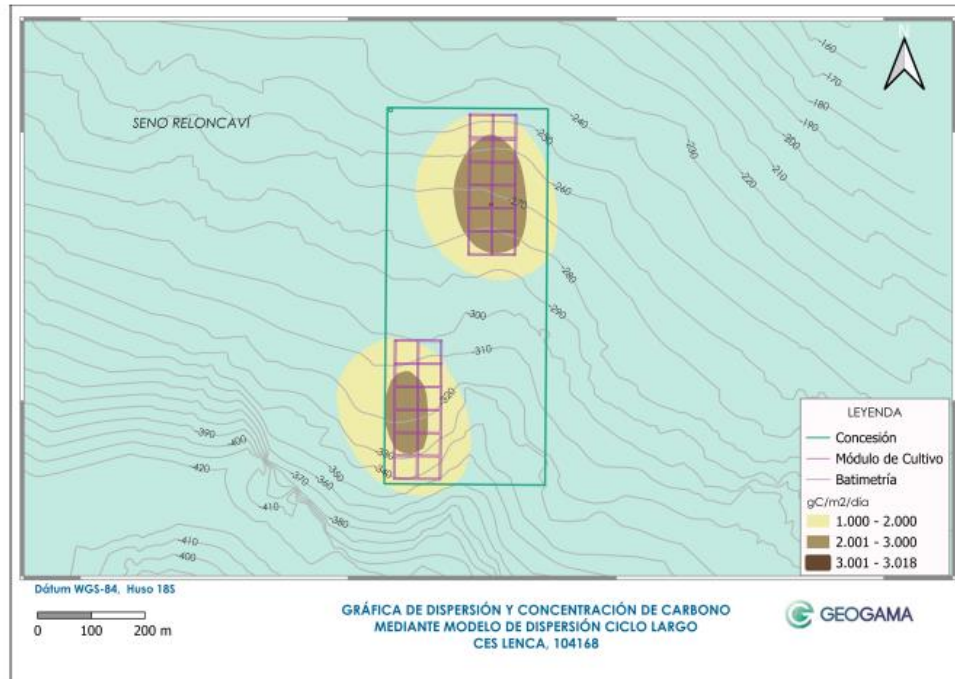 N
SENO RELONCAVÍ
-160
-170
-180
-190
-200
-210
-220
-230
-240
-250
-260
-270
-280
-290
-300
-310
-320
-330
-340
-350
-360
-370
-380
-390
-400
-420
-410
-410
-400
LEYENDA
Concesión
Módulo de Cultivo
Batimetría
gC/m2/día
1.000 - 2.000
2.001 - 3.000
3.001 - 3.018
Dátum WGS-84, Huso 18S
0 100 200 m
GRÁFICA DE DISPERSIÓN Y CONCENTRACIÓN DE CARBONO
MEDIANTE MODELO DE DISPERSIÓN CICLO LARGO
CES LENCA, 104168
GEOGAMA